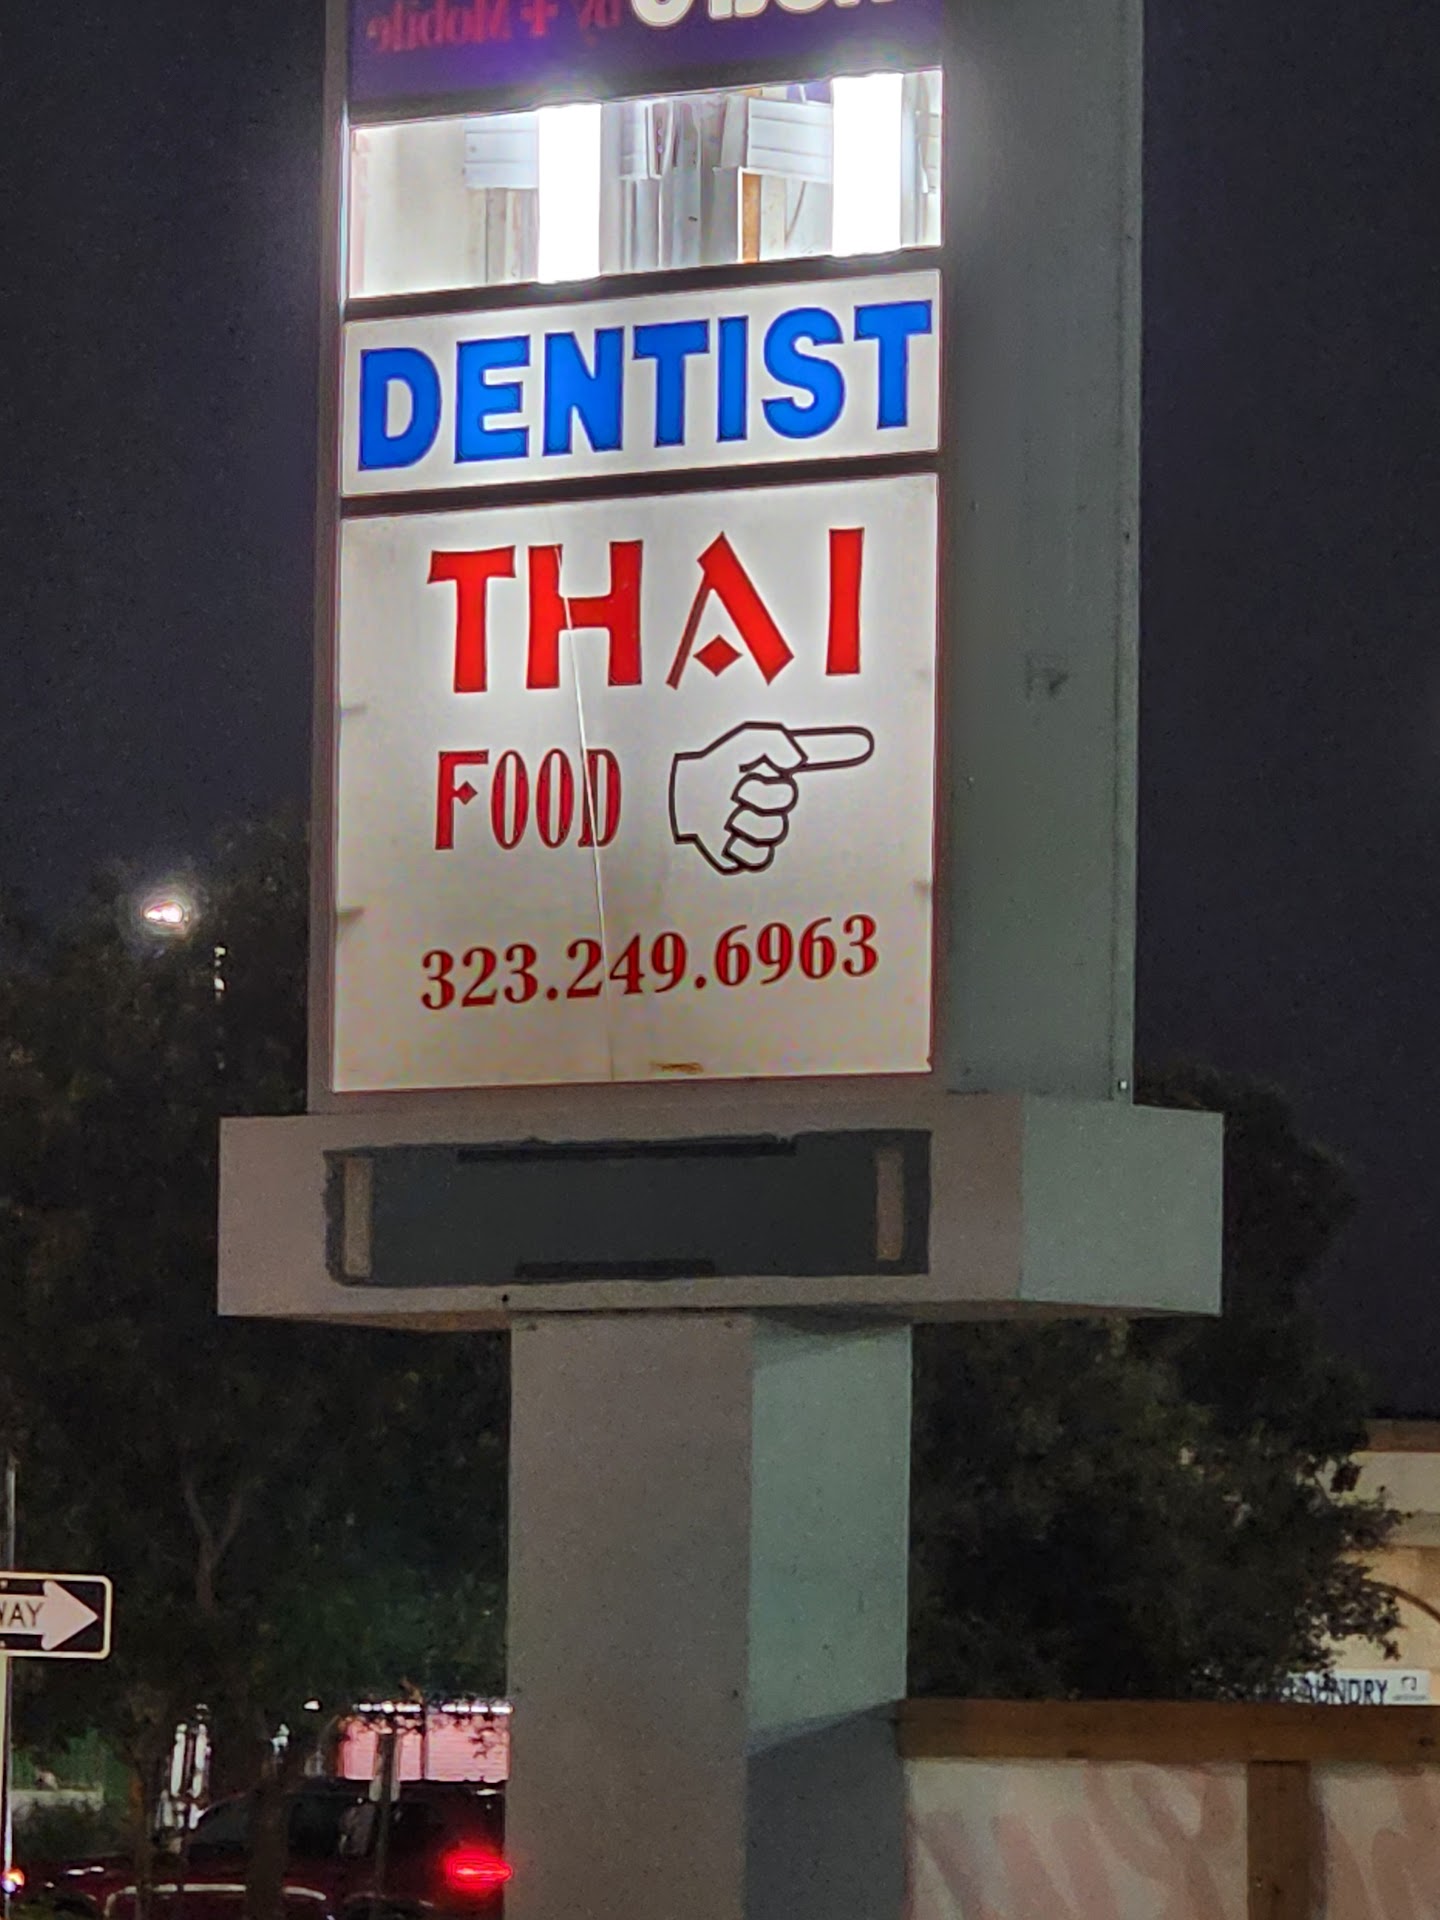 DENTIST
THAI
FOOD
323.249.6963